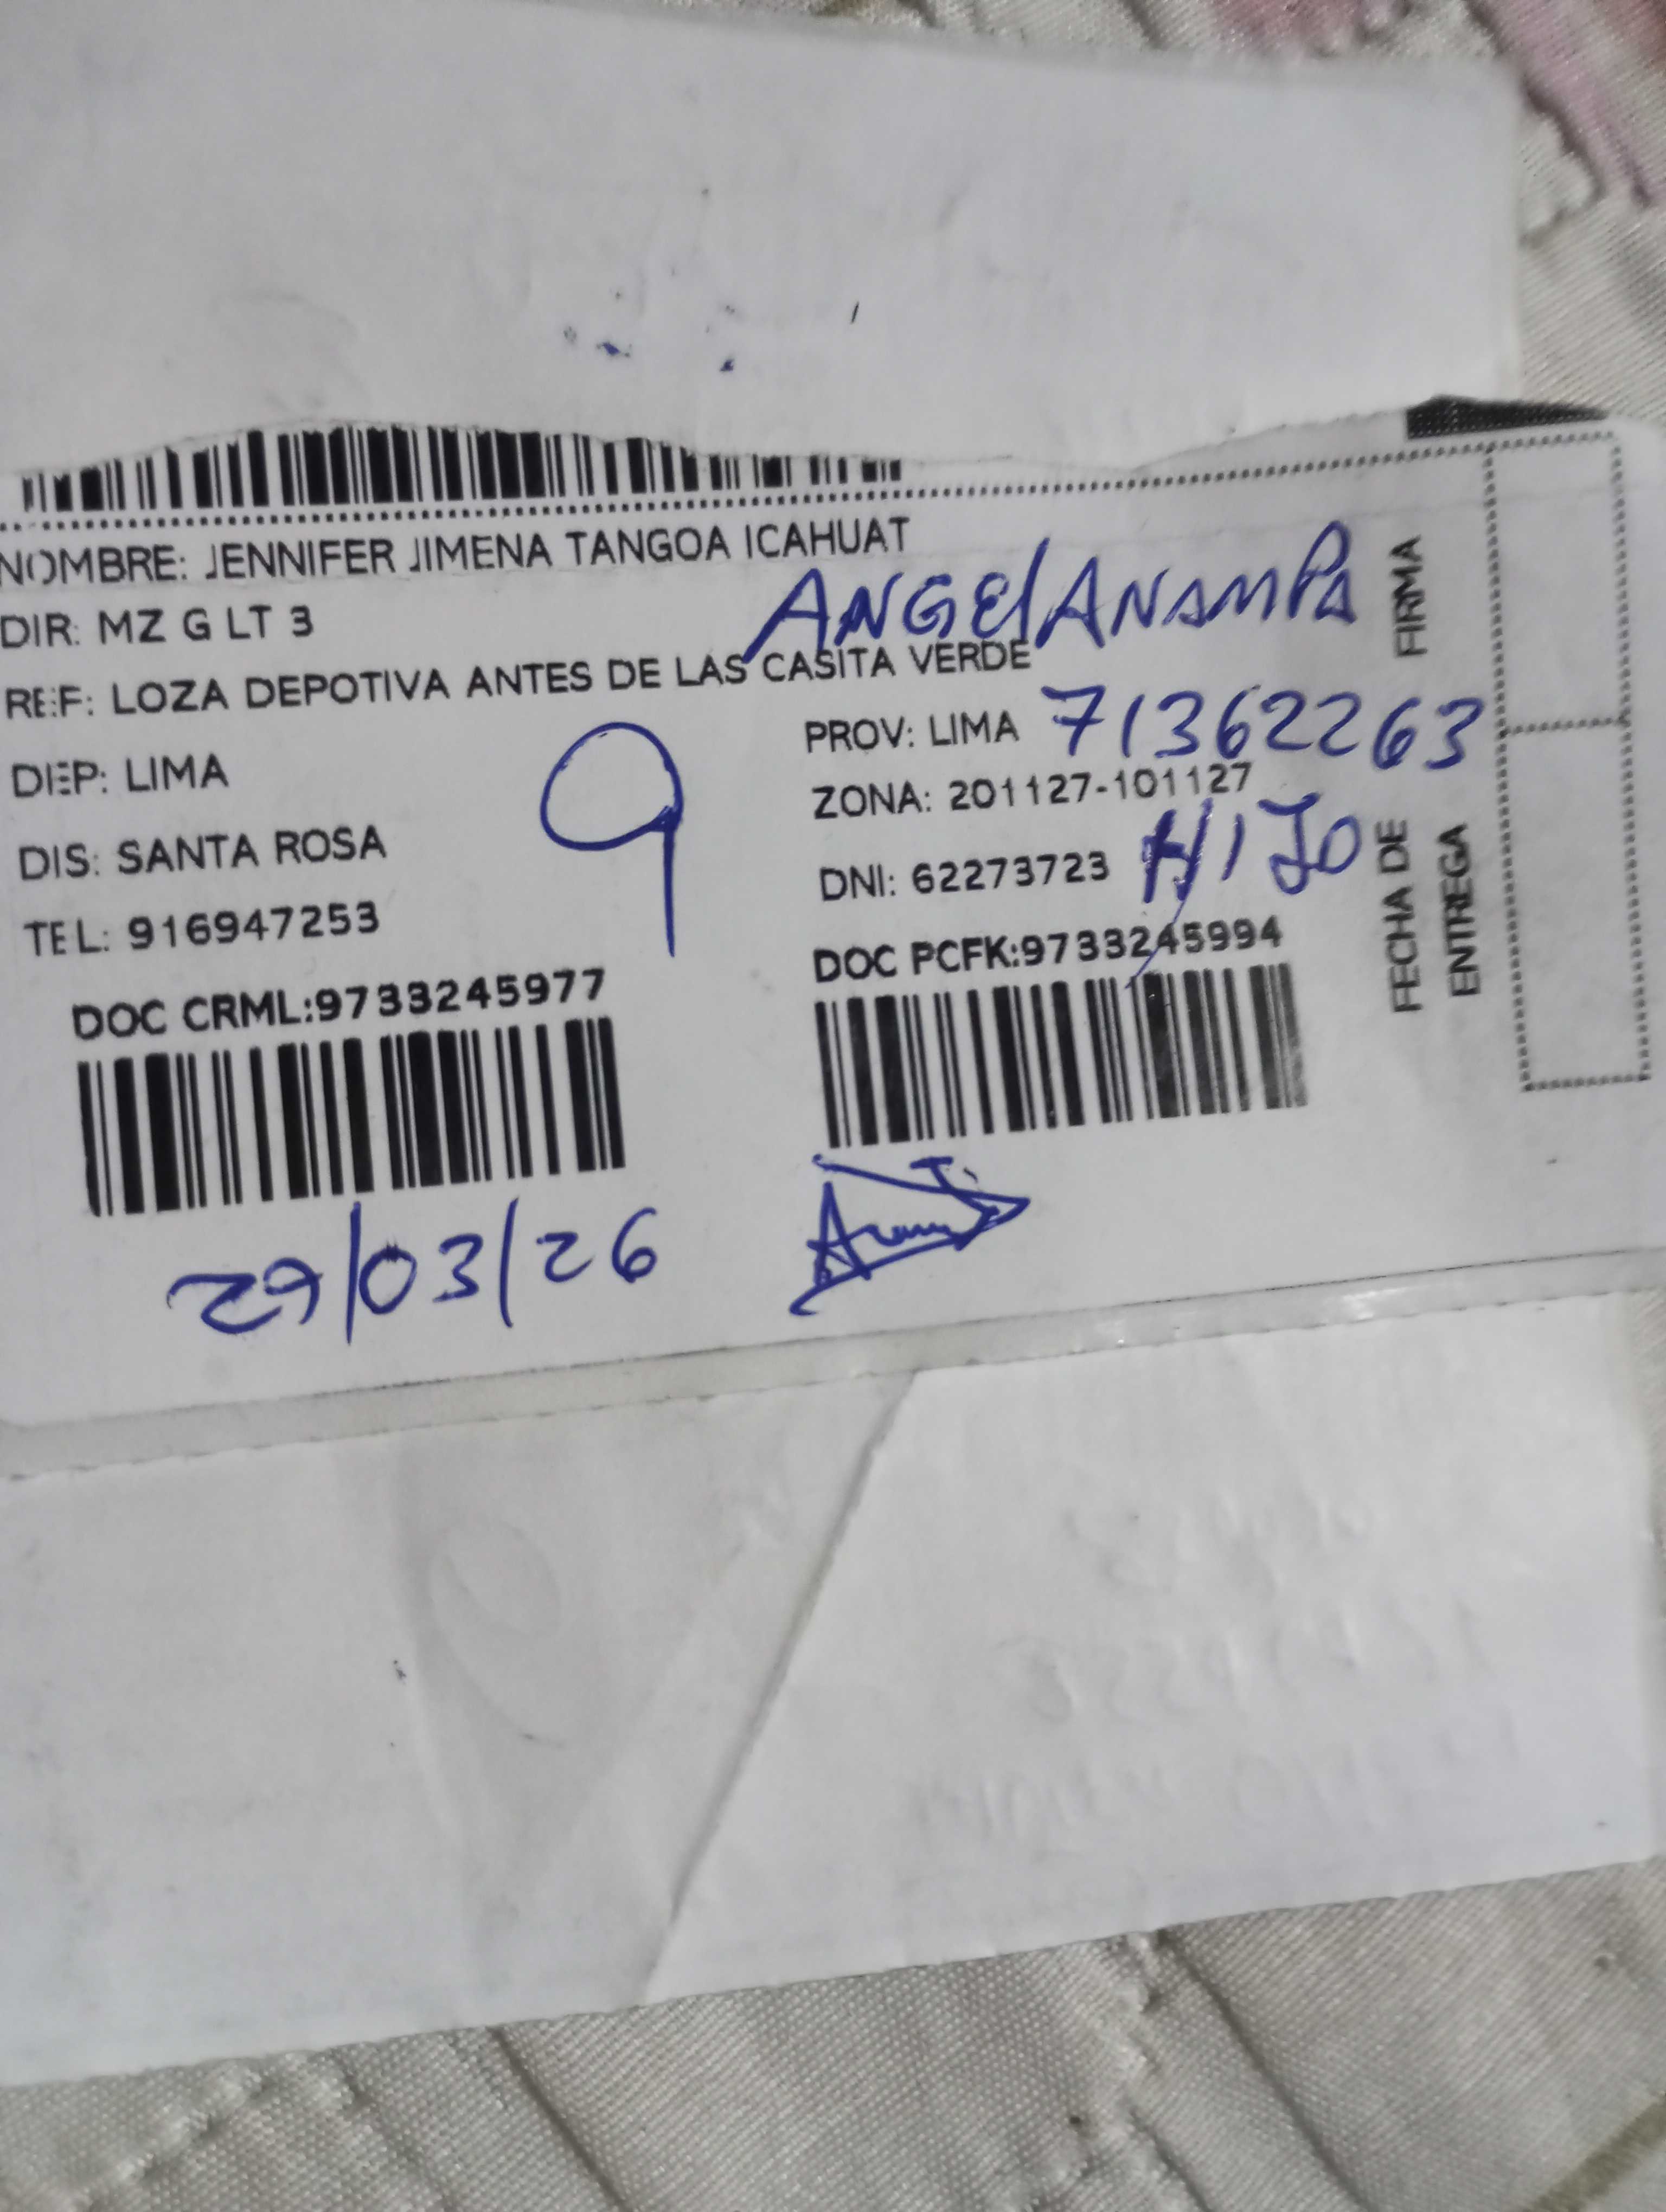 NOMBRE: JENNIFER JIMENA TANGOA ICAHUAT
ANGEL ANAMPA
DIR: MZ G LT 3
REF: LOZA DEPOTIVA ANTES DE LAS CASITA VERDE
DEP: LIMA
PROV: LIMA
71362263
9
ZONA: 201127-101127
DIS: SANTA ROSA
DNI: 62273723
HIJO
TEL: 916947253
DOC CRML:9733245977
DOC PCFK:9733245994
FIRMA
FECHA DE
ENTREGA
29/03/26